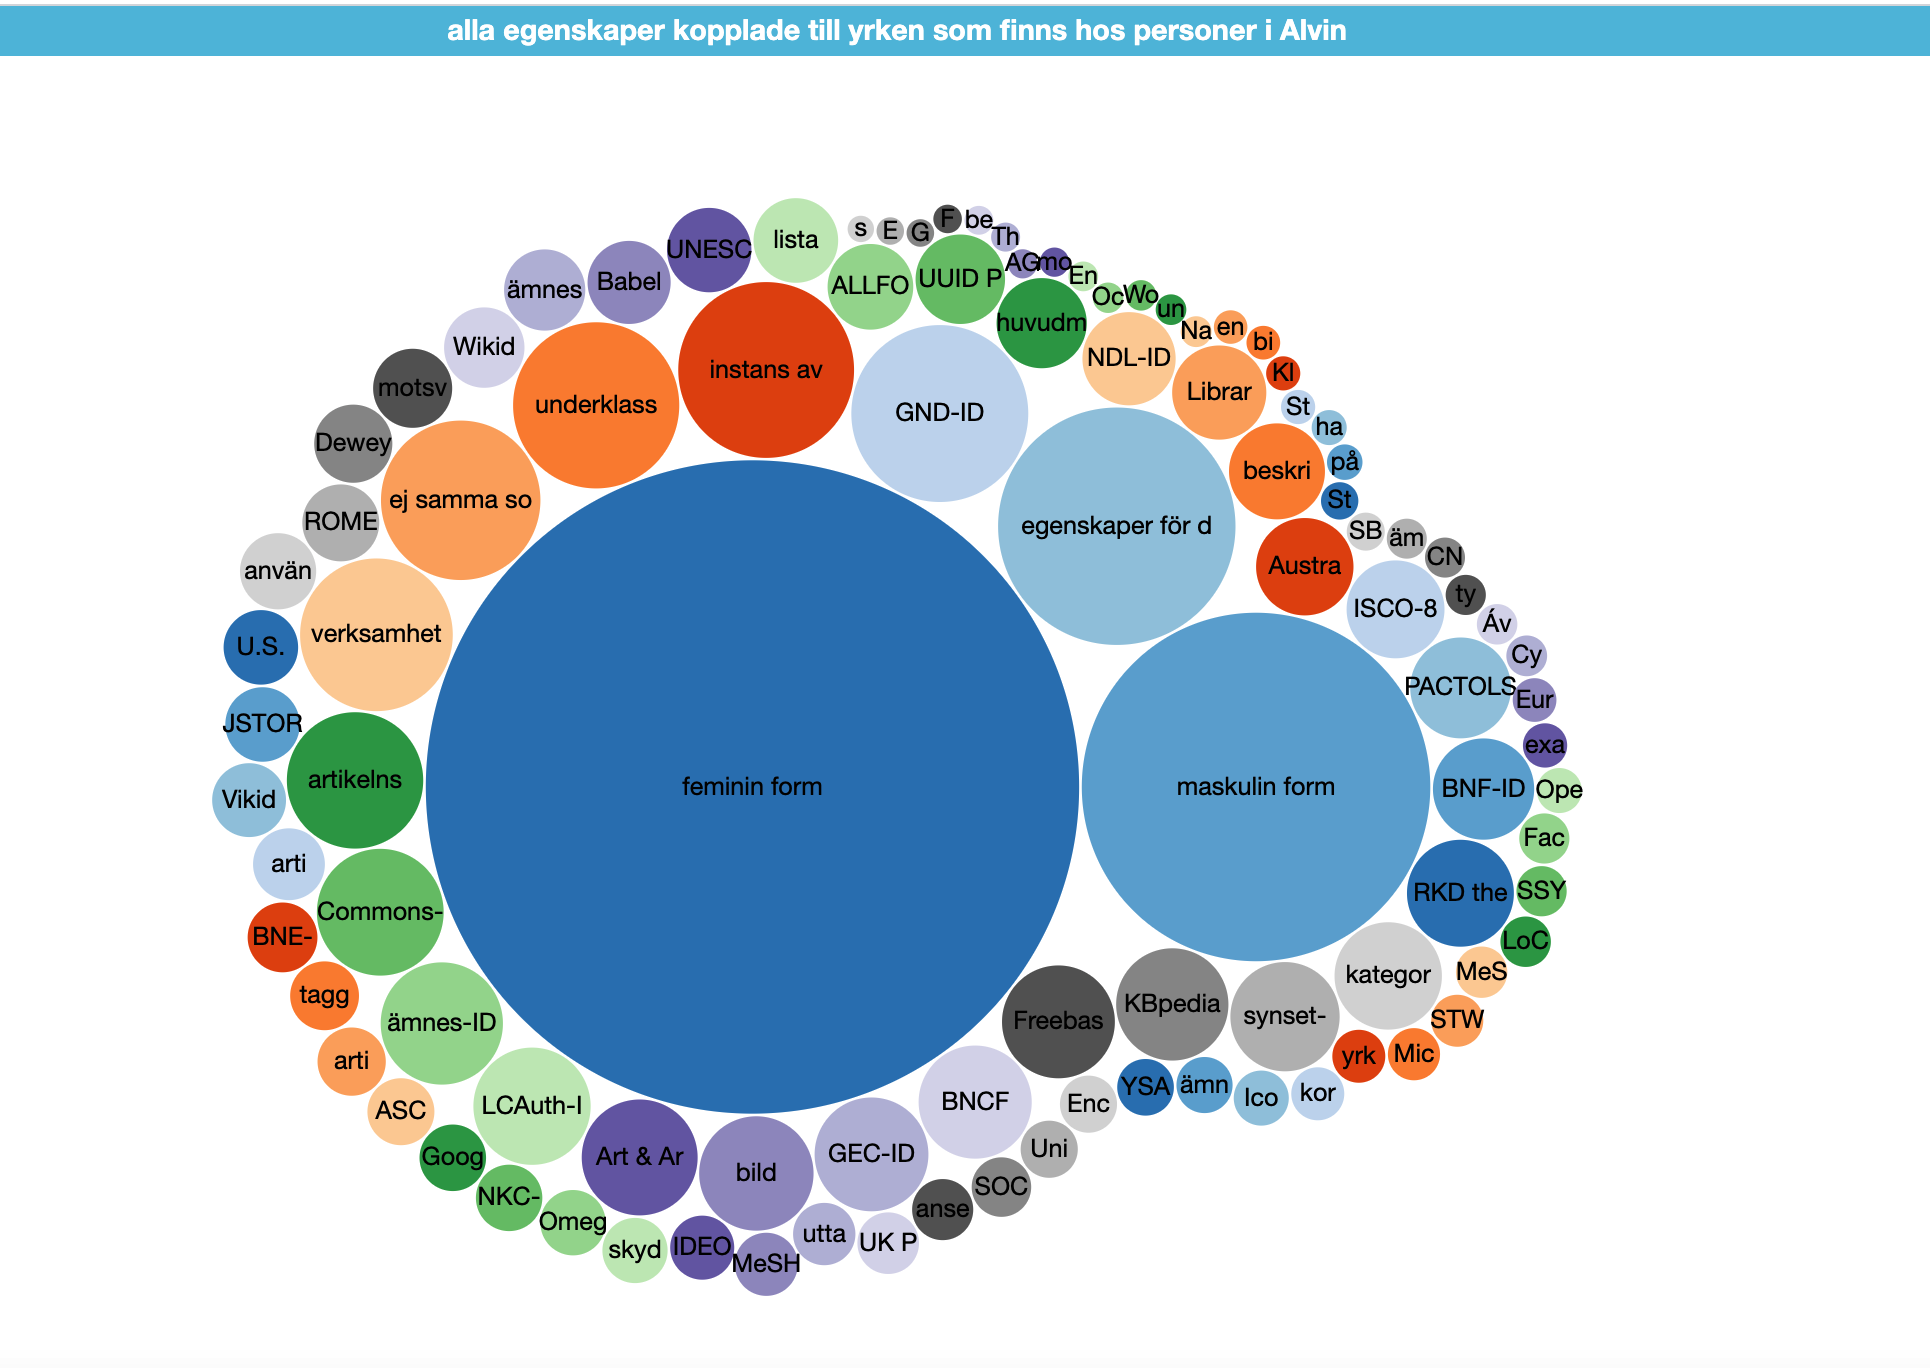 alla egenskaper kopplade till yrken som finns hos personer i Alvin
lista
s
E
G
F
be
Th
AG
mo
En
Oc
Wo
un
Na
en
bi
KI
St
ha
på
St
SB
äm
CN
ty
Áv
Cy
Eur
exa
Ope
Fac
SSY
LoC
MeS
STW
Mic
yrk
kor
Ico
ämn
YSA
Enc
Uni
SOC
anse
UK P
utta
MeSH
IDEO
skyd
Omeg
NKC-
Goog
ASC
arti
tagg
BNE-
arti
Vikid
JSTOR
U.S.
använ
ROME
Dewey
motsv
Wikid
ämnes
Babel
UNESC
ALLFO
UUID P
huvudm
NDL-ID
Librar
beskri
Austra
ISCO-8
PACTOLS
BNF-ID
RKD the
kategor
synset-
KBpedia
Freebas
BNCF
GEC-ID
bild
Art & Ar
LCAuth-I
ämnes-ID
Commons-
artikelns
verksamhet
ej samma so
underklass
instans av
GND-ID
egenskaper för d
maskulin form
feminin form